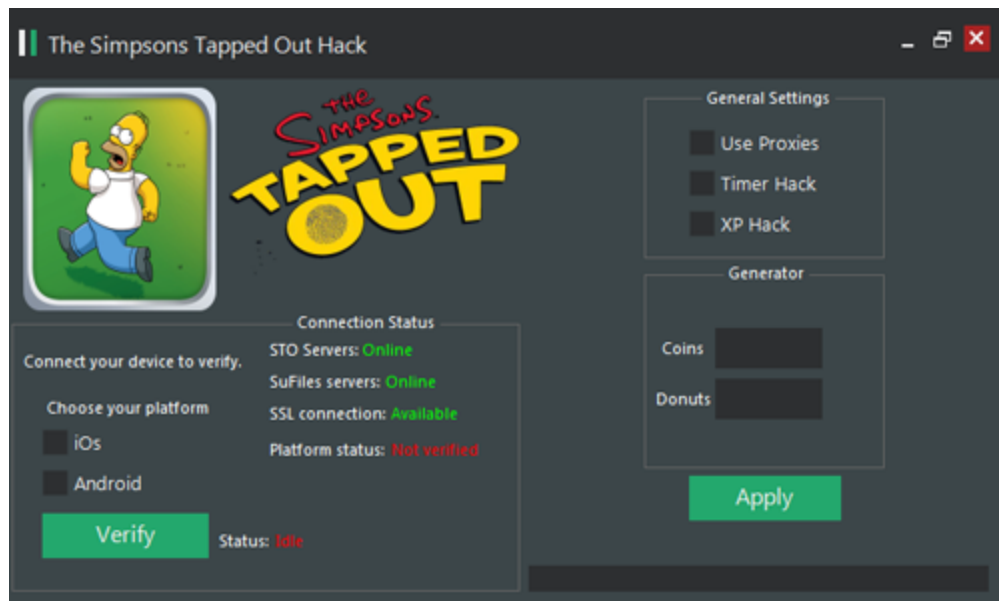 The Simpsons Tapped Out Hack
THE
SIMPSONS
TAPPED
OUT
General Settings
Use Proxies
Timer Hack
XP Hack
Generator
Coins
Donuts
Apply
Connection Status
Connect your device to verify.
STO Servers: Online
SuFiles servers: Online
SSL connection: Available
Platform status: Not verified
Choose your platform
iOs
Android
Verify
Status: Idle